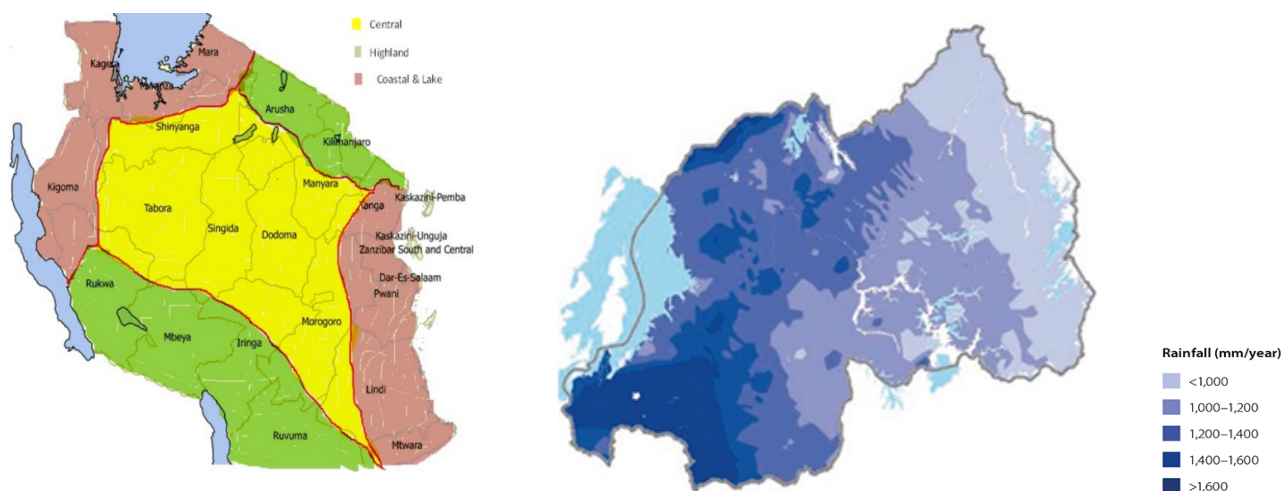 Central
Highland
Coastal & Lake
Kagera
Mara
Mwanza
Arusha
Shinyanga
Kilimanjaro
Kigoma
Manyara
Kaskazini-Pemba
Tanga
Tabora
Singida
Dodoma
Kaskazini-Unguja
Zanzibar South and Central
Dar-Es-Salaam
Rukwa
Pwani
Morogoro
Mbeya
Iringa
Lindi
Ruvuma
Mtwara
Rainfall (mm/year)
<1,000
1,000–1,200
1,200–1,400
1,400–1,600
>1,600